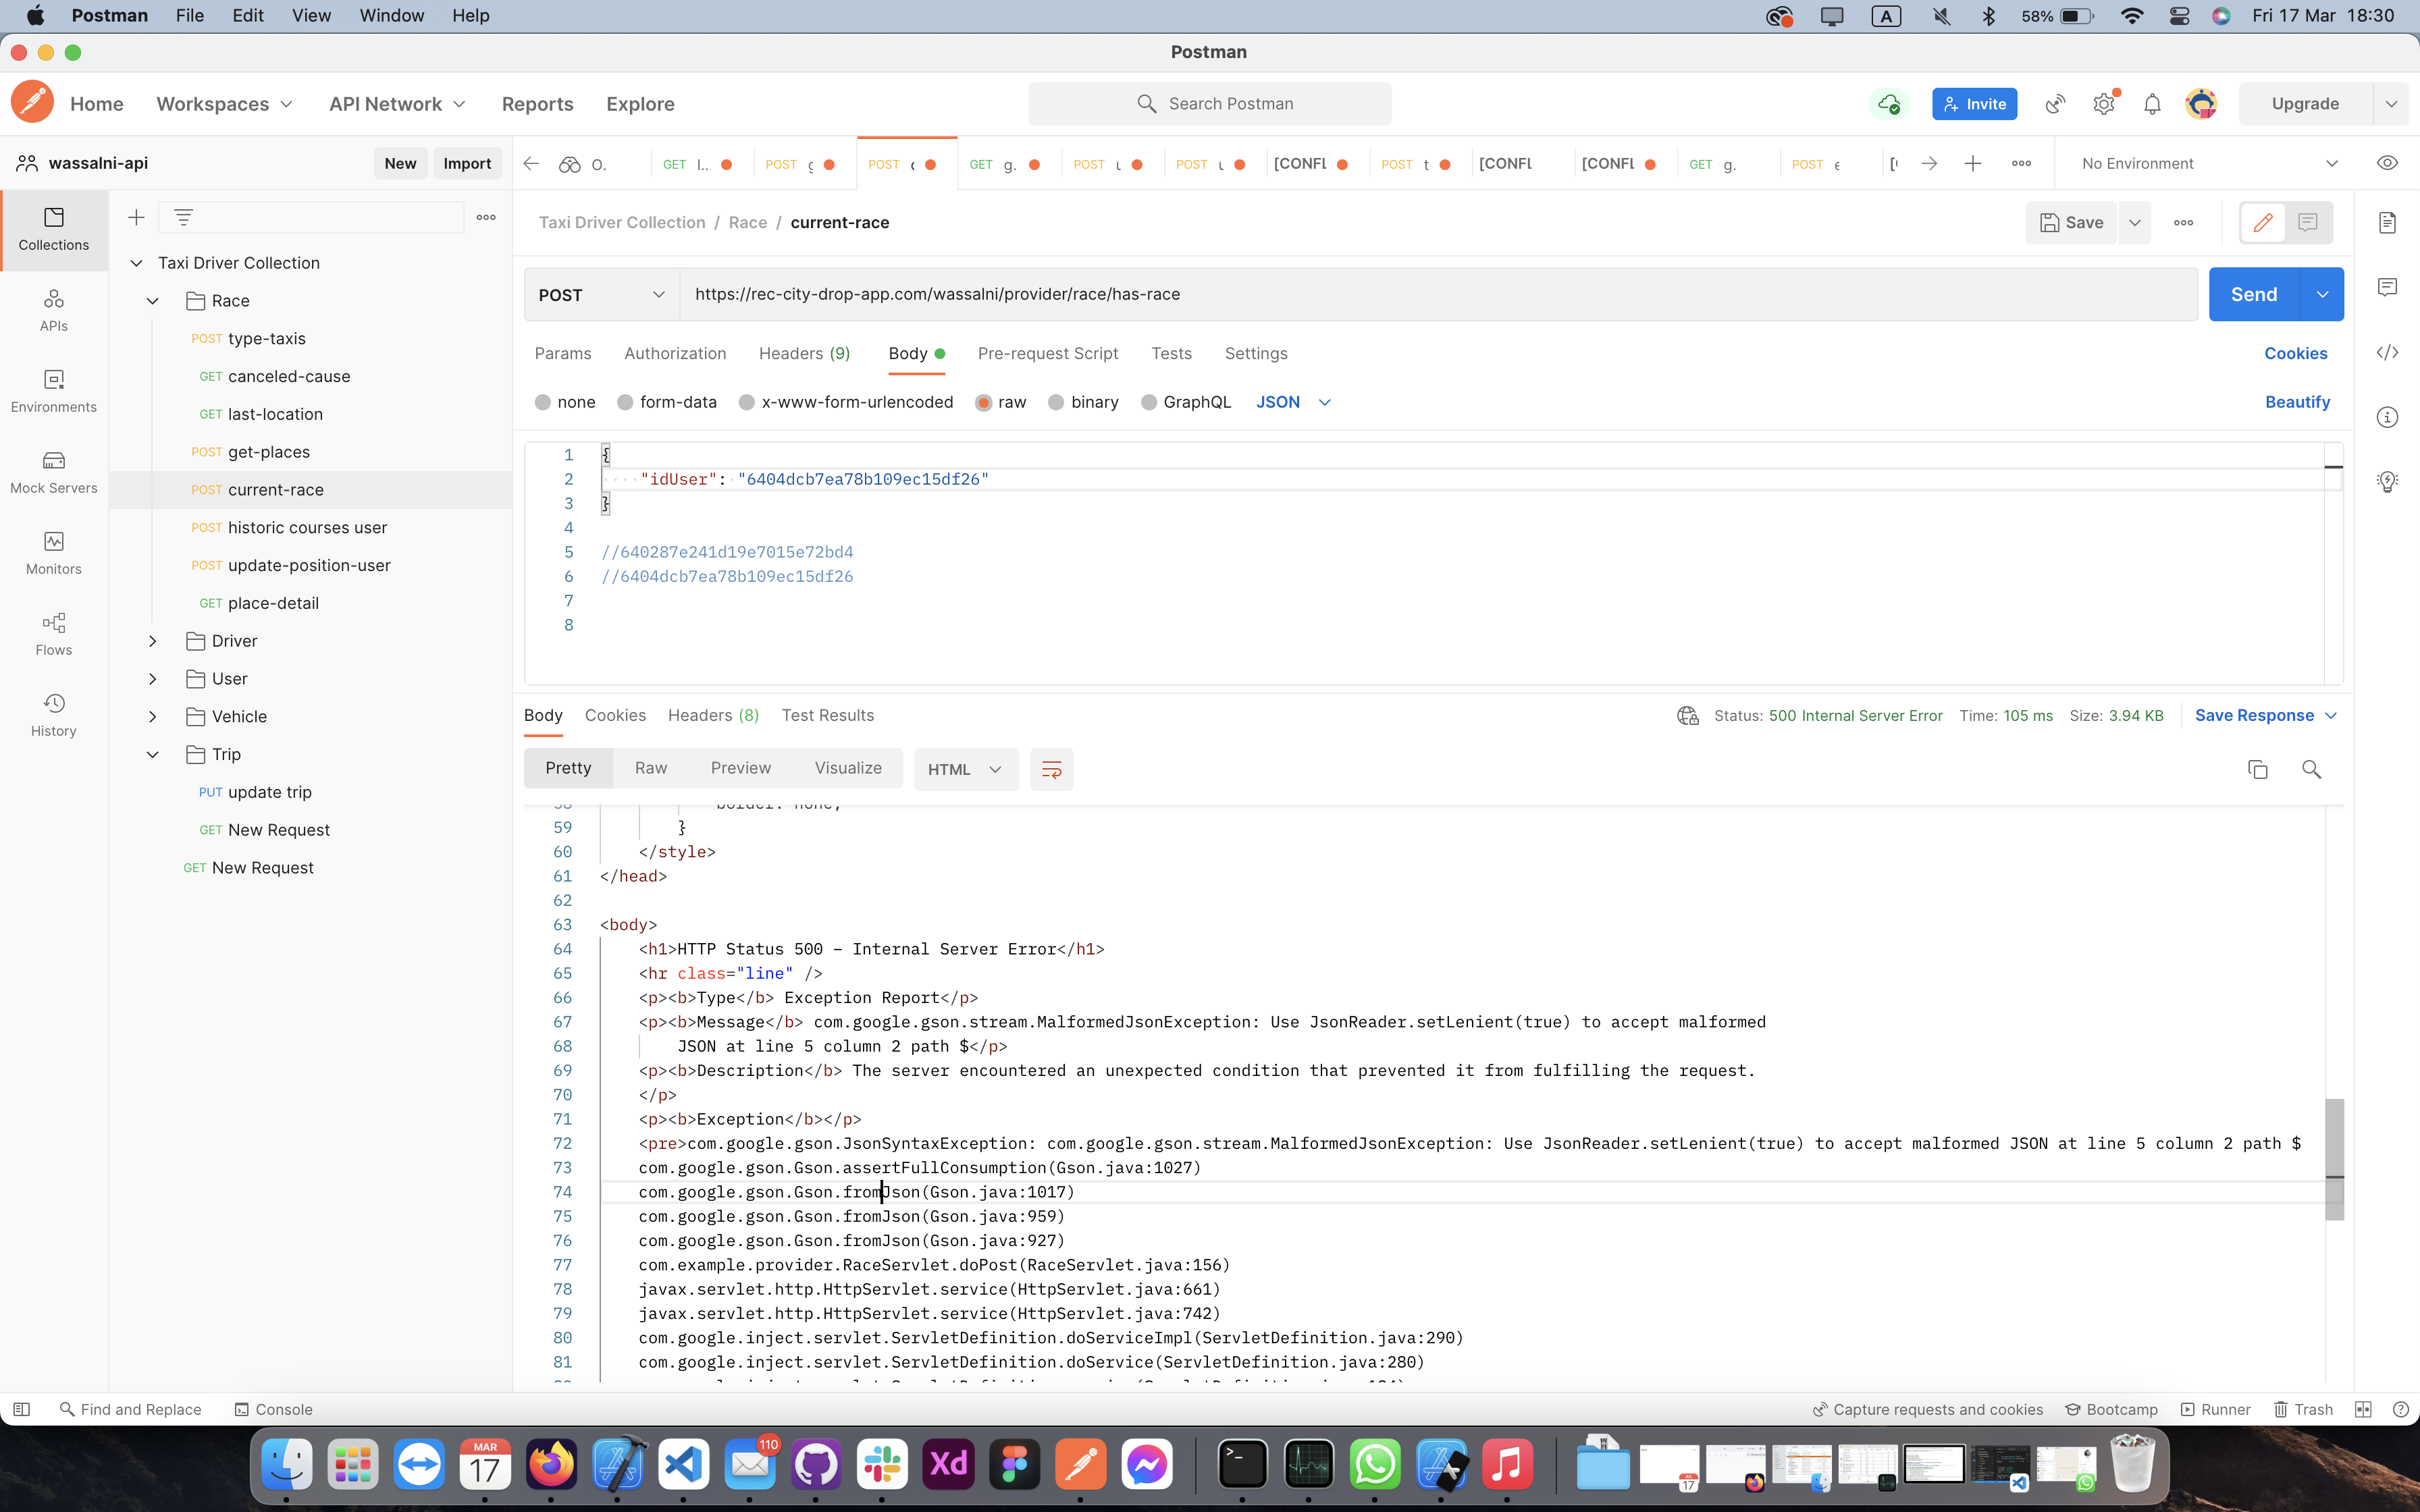 Postman File Edit View Window Help
A 58% Fri 17 Mar 18:30
Postman
Home Workspaces API Network Reports Explore
Search Postman
Invite
Upgrade
wassalni-api New Import
O. GET l... POST POST GET g. POST POST [CONFL POST t [CONFL [CONFL GET g. POST
No Environment
Collections
APIs
Environments
Mock Servers
Monitors
Flows
History
Taxi Driver Collection
Race
POST type-taxis
GET canceled-cause
GET last-location
POST get-places
POST current-race
POST historic courses user
POST update-position-user
GET place-detail
Driver
User
Vehicle
Trip
PUT update trip
GET New Request
GET New Request
Taxi Driver Collection / Race / current-race
Save
POST https://rec-city-drop-app.com/wassalni/provider/race/has-race Send
Params Authorization Headers (9) Body Pre-request Script Tests Settings Cookies
none form-data x-www-form-urlencoded raw binary GraphQL JSON Beautify
1 {
2 "idUser": "6404dcb7ea78b109ec15df26"
3 }
4
5 //640287e241d19e7015e72bd4
6 //6404dcb7ea78b109ec15df26
7
8
Body Cookies Headers (8) Test Results
Status: 500 Internal Server Error Time: 105 ms Size: 3.94 KB Save Response
Pretty Raw Preview Visualize HTML
59 }
60 </style>
61 </head>
62
63 <body>
64 <h1>HTTP Status 500 – Internal Server Error</h1>
65 <hr class="line" />
66 <p><b>Type</b> Exception Report</p>
67 <p><b>Message</b> com.google.gson.stream.MalformedJsonException: Use JsonReader.setLenient(true) to accept malformed
68 JSON at line 5 column 2 path $</p>
69 <p><b>Description</b> The server encountered an unexpected condition that prevented it from fulfilling the request.
70 </p>
71 <p><b>Exception</b></p>
72 <pre>com.google.gson.JsonSyntaxException: com.google.gson.stream.MalformedJsonException: Use JsonReader.setLenient(true) to accept malformed JSON at line 5 column 2 path $
73 com.google.gson.Gson.assertFullConsumption(Gson.java:1027)
74 com.google.gson.Gson.fromJson(Gson.java:1017)
75 com.google.gson.Gson.fromJson(Gson.java:959)
76 com.google.gson.Gson.fromJson(Gson.java:927)
77 com.example.provider.RaceServlet.doPost(RaceServlet.java:156)
78 javax.servlet.http.HttpServlet.service(HttpServlet.java:661)
79 javax.servlet.http.HttpServlet.service(HttpServlet.java:742)
80 com.google.inject.servlet.ServletDefinition.doServiceImpl(ServletDefinition.java:290)
81 com.google.inject.servlet.ServletDefinition.doService(ServletDefinition.java:280)
Find and Replace Console
Capture requests and cookies Bootcamp Runner Trash
MAR
17
110
Xd
17